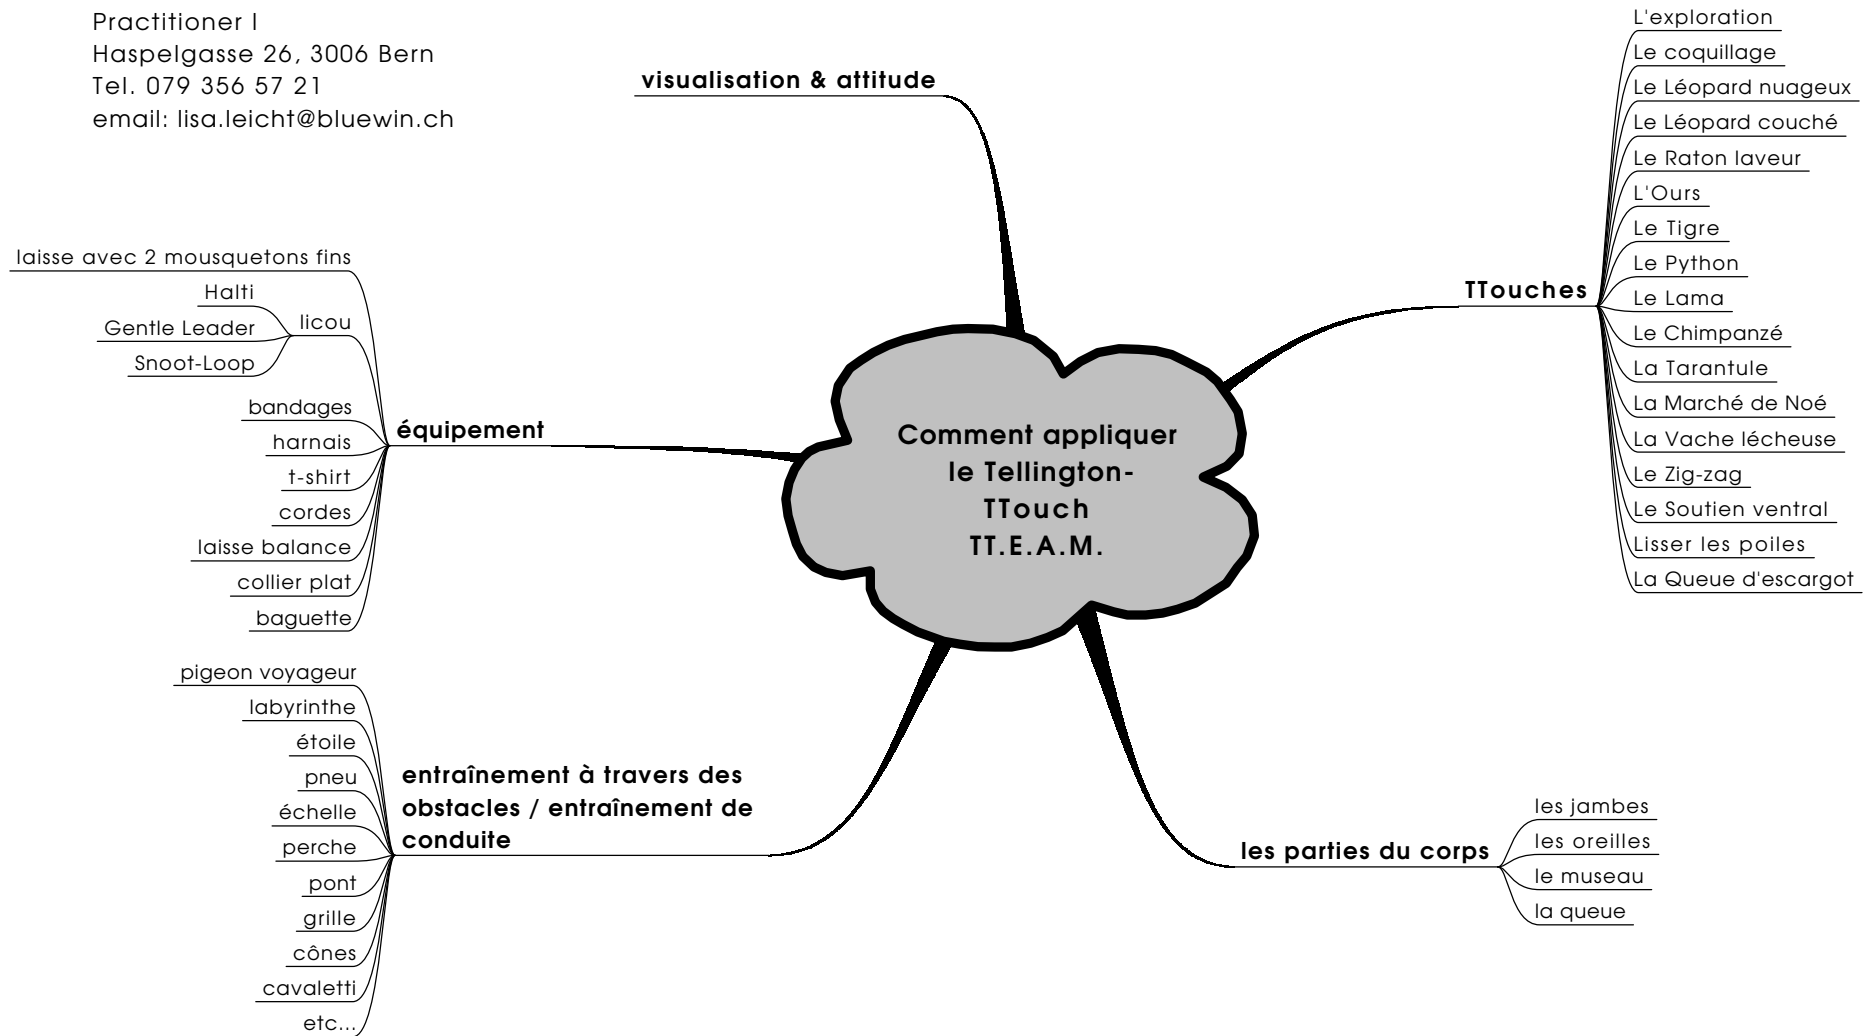 Practitioner I
Haspelgasse 26, 3006 Bern
Tel. 079 356 57 21
email: lisa.leicht@bluewin.ch
visualisation & attitude
Comment appliquer
le Tellington-
TTouch
TT.E.A.M.
TTouches
L'exploration
Le coquillage
Le Léopard nuageux
Le Léopard couché
Le Raton laveur
L'Ours
Le Tigre
Le Python
Le Lama
Le Chimpanzé
La Tarantule
La Marché de Noé
La Vache lécheuse
Le Zig-zag
Le Soutien ventral
Lisser les poiles
La Queue d'escargot
équipement
laisse avec 2 mousquetons fins
licou
Halti
Gentle Leader
Snoot-Loop
bandages
harnais
t-shirt
cordes
laisse balance
collier plat
baguette
entraînement à travers des
obstacles / entraînement de
conduite
pigeon voyageur
labyrinthe
étoile
pneu
échelle
perche
pont
grille
cônes
cavaletti
etc...
les parties du corps
les jambes
les oreilles
le museau
la queue